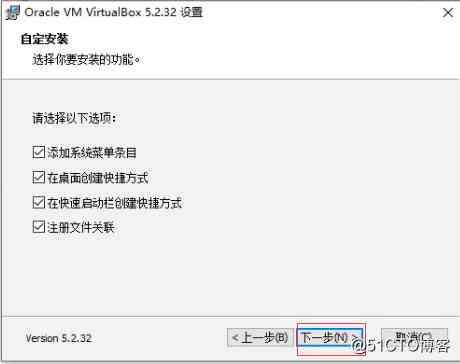 Oracle VM VirtualBox 5.2.32 设置
自定安装
选择你要安装的功能。
请选择以下选项：
添加系统菜单条目
在桌面创建快捷方式
在快速启动栏创建快捷方式
注册文件关联
Version 5.2.32
< 上一步(B)
下一步(N) >
取消(C)
@51CTO博客